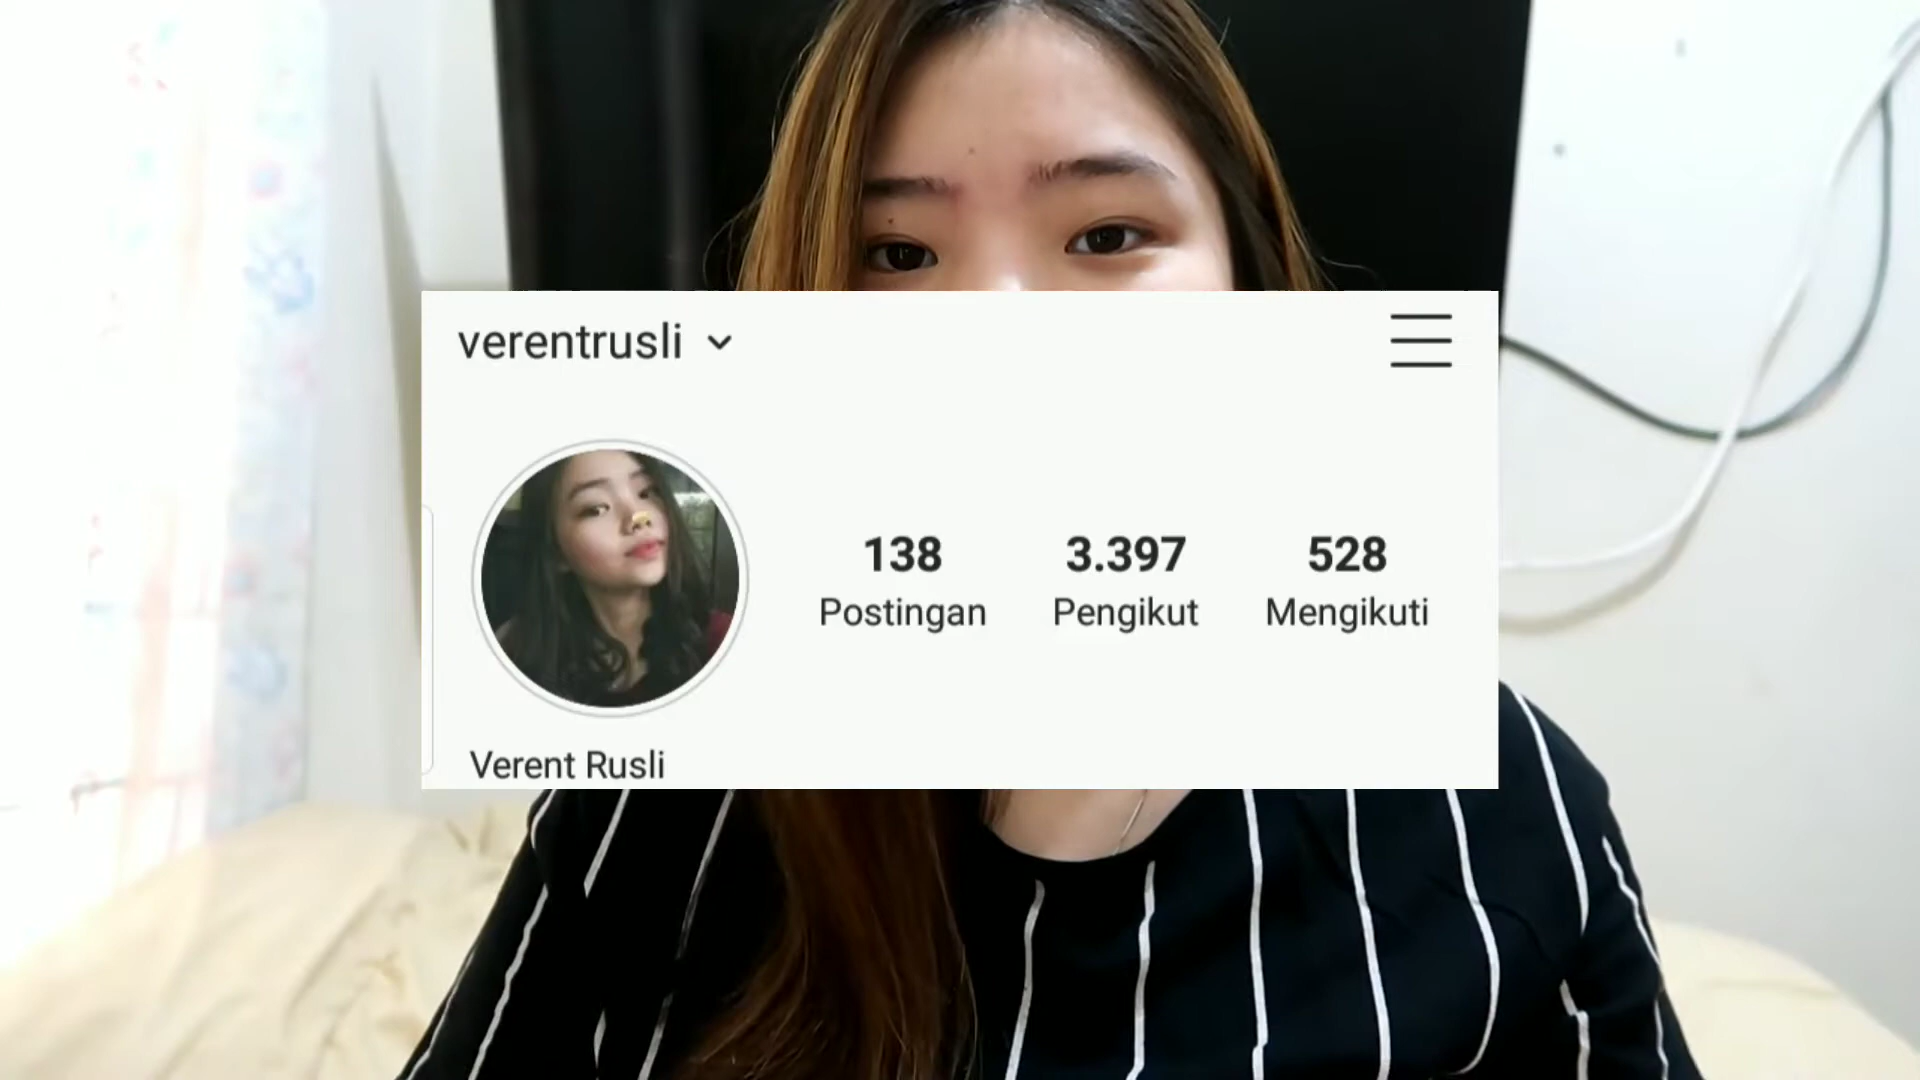 verentrusli
138 3.397 528
Postingan Pengikut Mengikuti
Verent Rusli